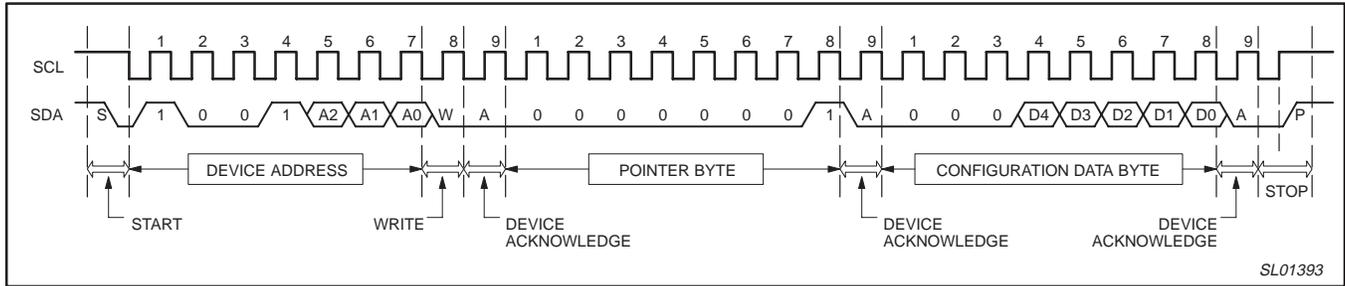 1 2 3 4 5 6 7 8 9 1 2 3 4 5 6 7 8 9 1 2 3 4 5 6 7 8 9
SCL
SDA S 1 0 0 1 A2 A1 A0 W A 0 0 0 0 0 0 0 1 A 0 0 0 D4 D3 D2 D1 D0 A P
DEVICE ADDRESS POINTER BYTE CONFIGURATION DATA BYTE
STOP
START WRITE DEVICE ACKNOWLEDGE DEVICE ACKNOWLEDGE DEVICE ACKNOWLEDGE
SL01393